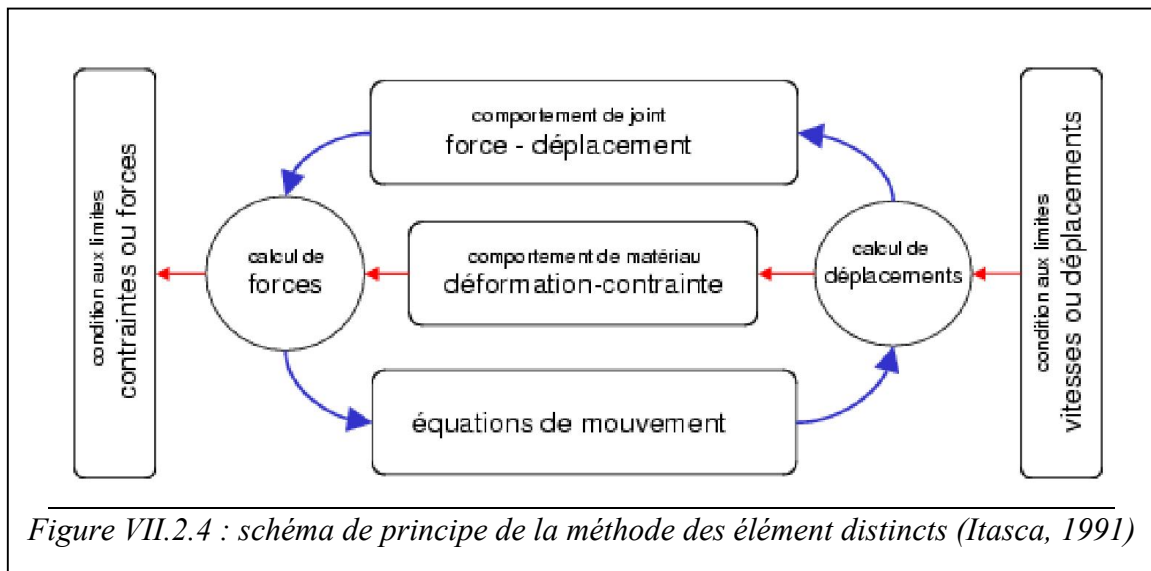 condition aux limites
contraintes ou forces
comportement de joint
force - déplacement
calcul de
forces
comportement de matériau
déformation-contrainte
calcul de
déplacements
équations de mouvement
condition aux limites
vitesses ou déplacements
Figure VII.2.4 : schéma de principe de la méthode des élément distincts (Itasca, 1991)